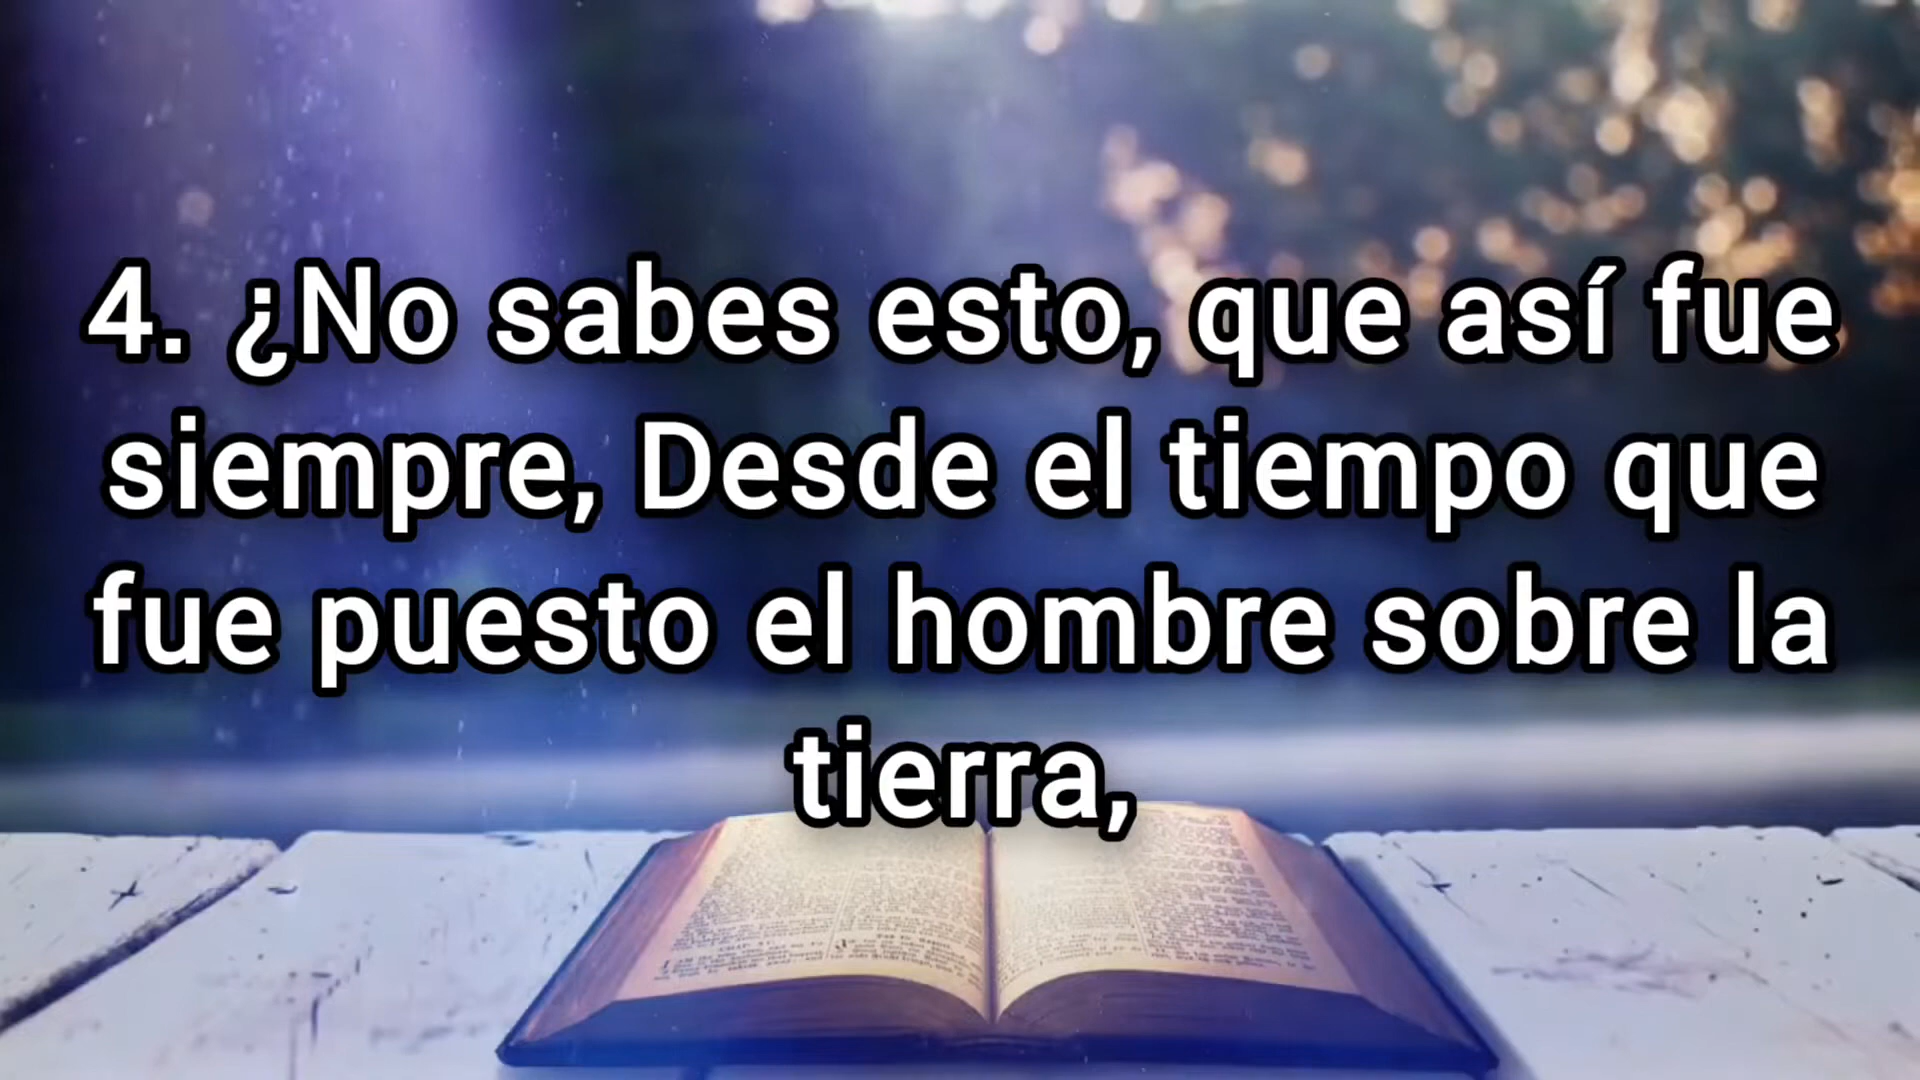 4. ¿No sabes esto, que así fue
siempre, Desde el tiempo que
fue puesto el hombre sobre la
tierra,